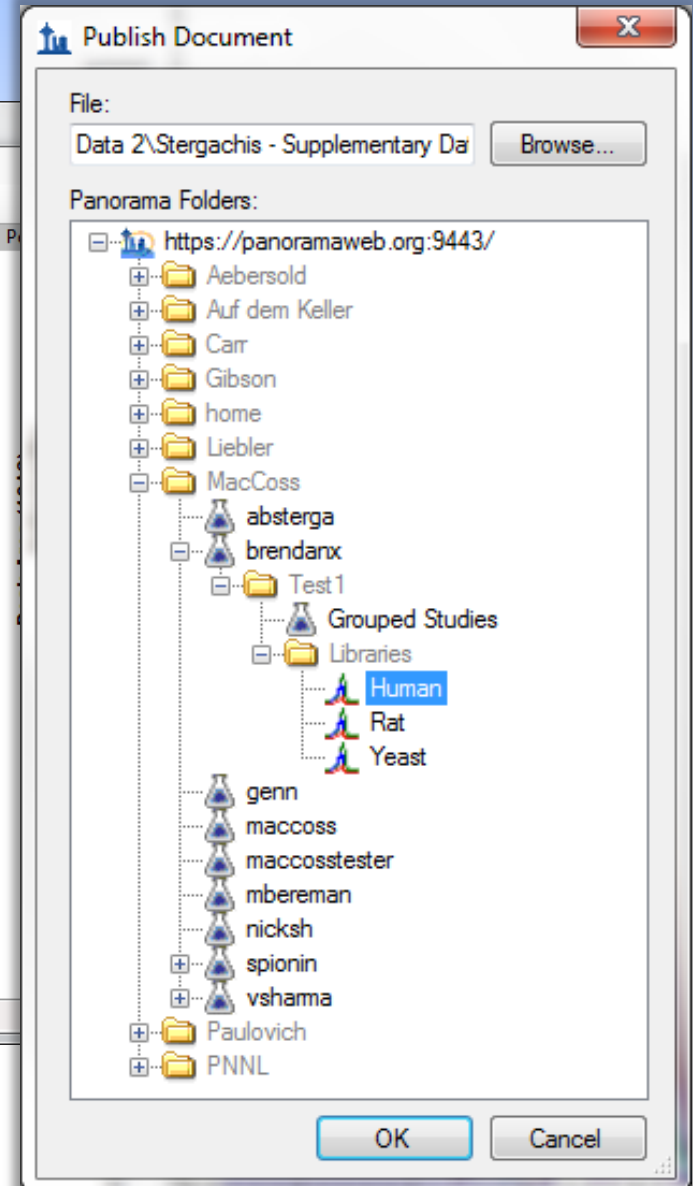 Publish Document
File:
Data 2\Stergachis - Supplementary Da
Browse...
Panorama Folders:
https://panoramaweb.org:9443/
Aebersold
Auf dem Keller
Carr
Gibson
home
Liebler
MacCoss
absterga
brendanx
Test1
Grouped Studies
Libraries
Human
Rat
Yeast
genn
maccoss
maccosstester
mbereman
nicksh
spionin
vsharma
Paulovich
PNNL
OK Cancel